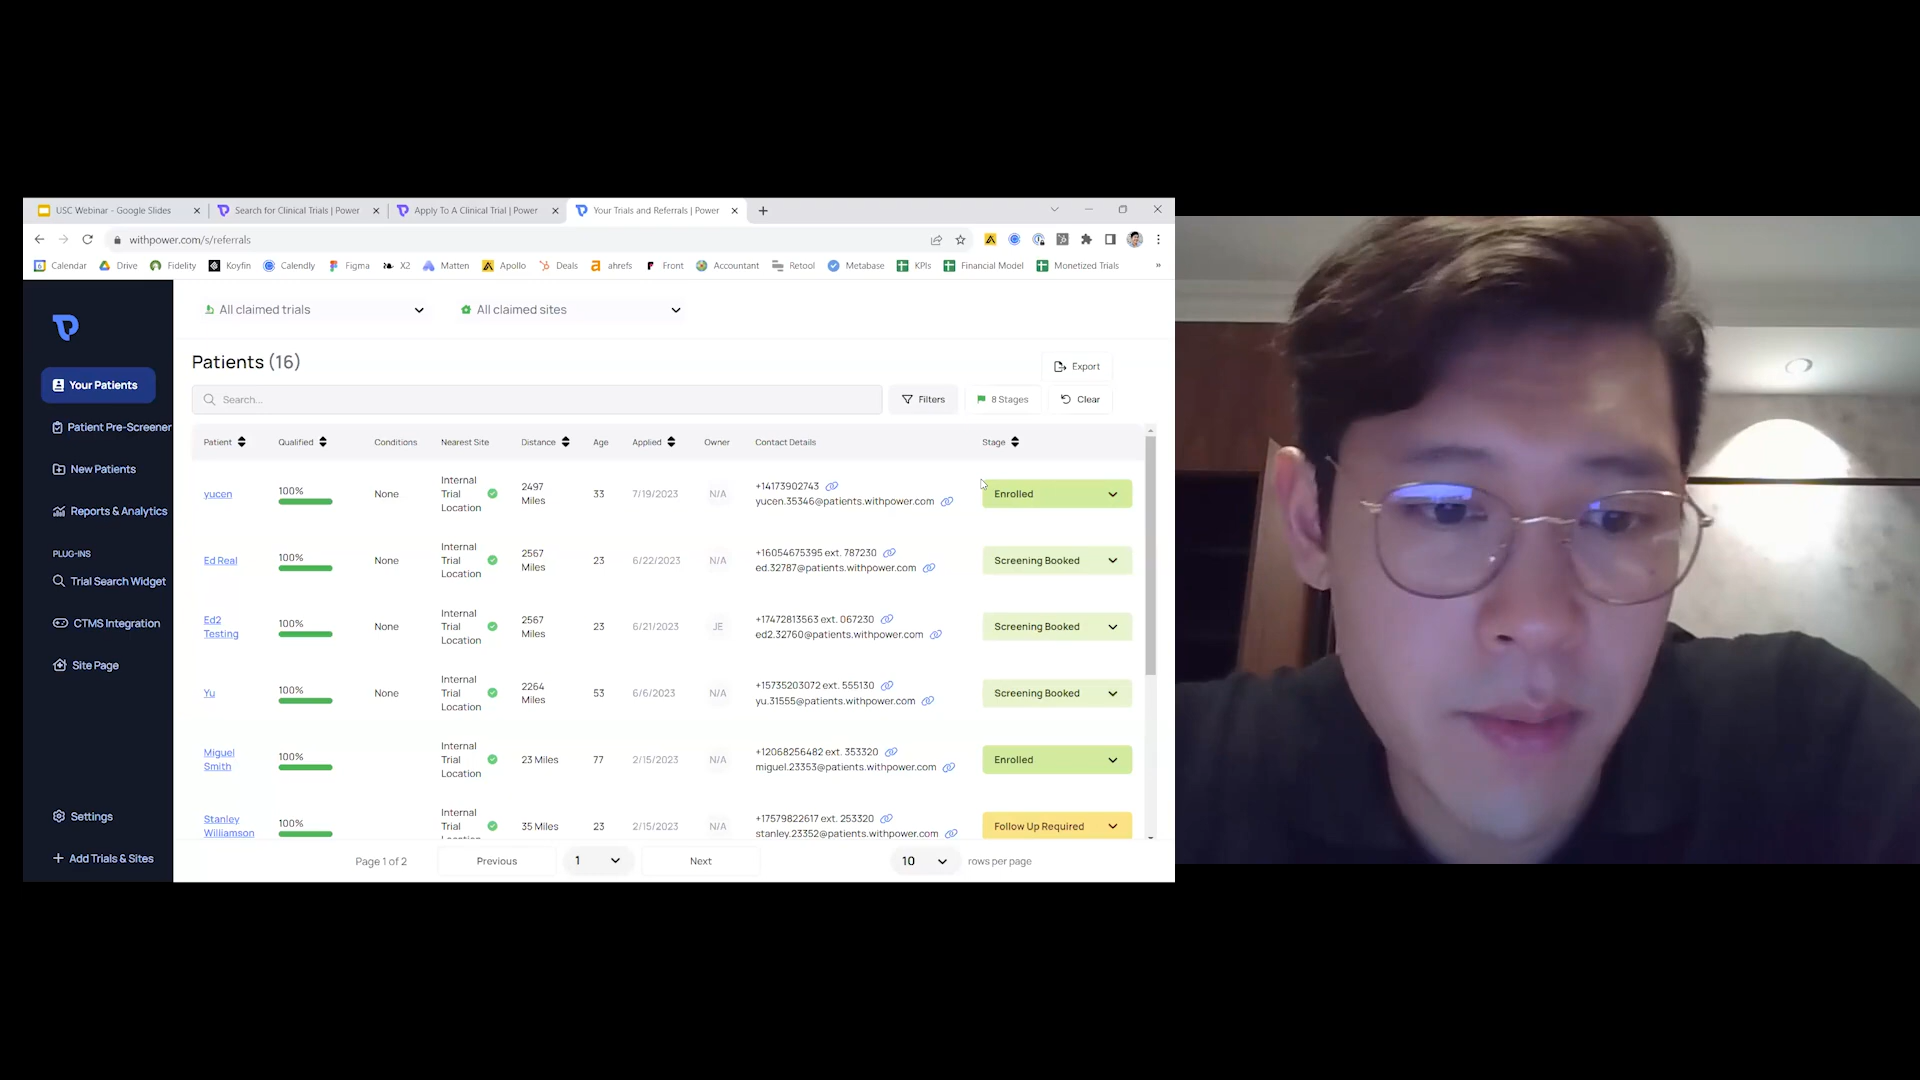 USC Webinar - Google Slides
Search for Clinical Trials | Power
Apply To A Clinical Trial | Power
Your Trials and Referrals | Power
withpower.com/s/referrals
Calendar Drive Fidelity Koyfin Calendly Figma X2 Matten Apollo Deals ahrefs Front Accountant Retool Metabase KPIs Financial Model Monetized Trials »
Your Patients
Patient Pre-Screener
New Patients
Reports & Analytics
PLUG-INS
Trial Search Widget
CTMS Integration
Site Page
Settings
+ Add Trials & Sites
All claimed trials
All claimed sites
Patients (16)
Export
Search...
Filters
8 Stages
Clear
Patient Qualified Conditions Nearest Site Distance Age Applied Owner Contact Details Stage
yucen
100%
None
Internal
Trial
Location
2497
Miles
33
7/19/2023
N/A
+14173902743
yucen.35346@patients.withpower.com
Enrolled
Ed Real
100%
None
Internal
Trial
Location
2567
Miles
23
6/22/2023
N/A
+16054675395 ext. 787230
ed.32787@patients.withpower.com
Screening Booked
Ed2
Testing
100%
None
Internal
Trial
Location
2567
Miles
23
6/21/2023
JE
+17472813563 ext. 067230
ed2.32760@patients.withpower.com
Screening Booked
Yu
100%
None
Internal
Trial
Location
2264
Miles
53
6/6/2023
N/A
+15735203072 ext. 555130
yu.31555@patients.withpower.com
Screening Booked
Miguel
Smith
100%
Internal
Trial
Location
23 Miles
77
2/15/2023
N/A
+12068256482 ext. 353320
miguel.23353@patients.withpower.com
Enrolled
Stanley
Williamson
100%
Internal
Trial
Location
35 Miles
23
2/15/2023
N/A
+17579822617 ext. 253320
stanley.23352@patients.withpower.com
Follow Up Required
Page 1 of 2
Previous
1
Next
10
rows per page